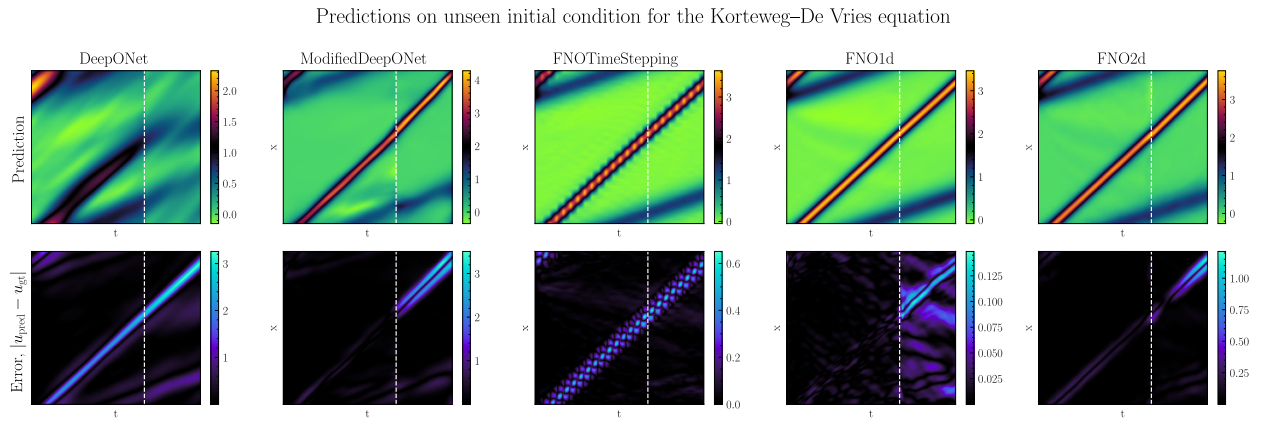 Predictions on unseen initial condition for the Korteweg–De Vries equation
DeepONet
ModifiedDeepONet
FNOTimeStepping
FNO1d
FNO2d
Prediction
2.0
1.5
1.0
0.5
0.0
t
x
4
3
2
1
0
t
x
3
2
1
0
t
x
3
2
1
0
t
x
3
2
1
0
t
Error, |u_pred − u_gt|
3
2
1
t
x
3
2
1
t
x
0.6
0.4
0.2
0.0
t
x
0.125
0.100
0.075
0.050
0.025
t
x
1.00
0.75
0.50
0.25
t